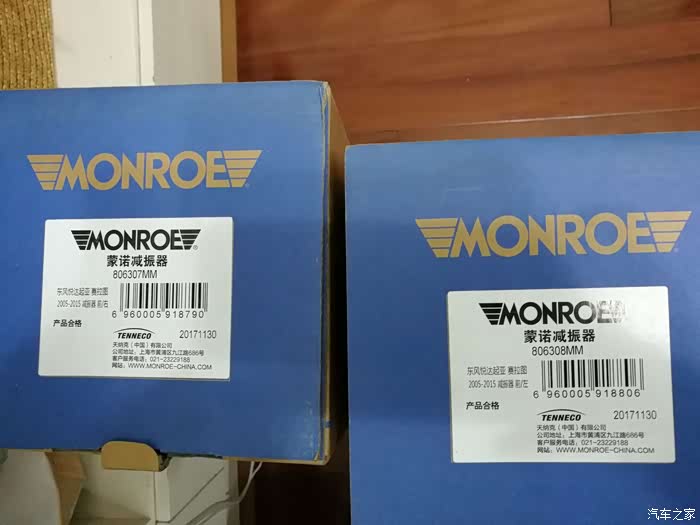 MONROE
MONROE®
蒙诺减振器
806307MM
东风悦达起亚 赛拉图
2005-2015 减振器 前/右
6 960005 918790
产品合格
TENNECO
20171130
天纳克（中国）有限公司
公司地址：上海市黄浦区九江路686号
客户服务电话：021-23229188
网站：WWW.MONROE-CHINA.COM
MONROE
MONROE
蒙诺减振器
806308MM
东风悦达起亚 赛拉图
2005-2015 减振器 前/左
6 960005 918806
产品合格
TENNECO
20171130
天纳克（中国）有限公司
公司地址：上海市黄浦区九江路686号
客户服务电话：021-23229188
网站：WWW.MONROE-CHINA.COM
汽车之家